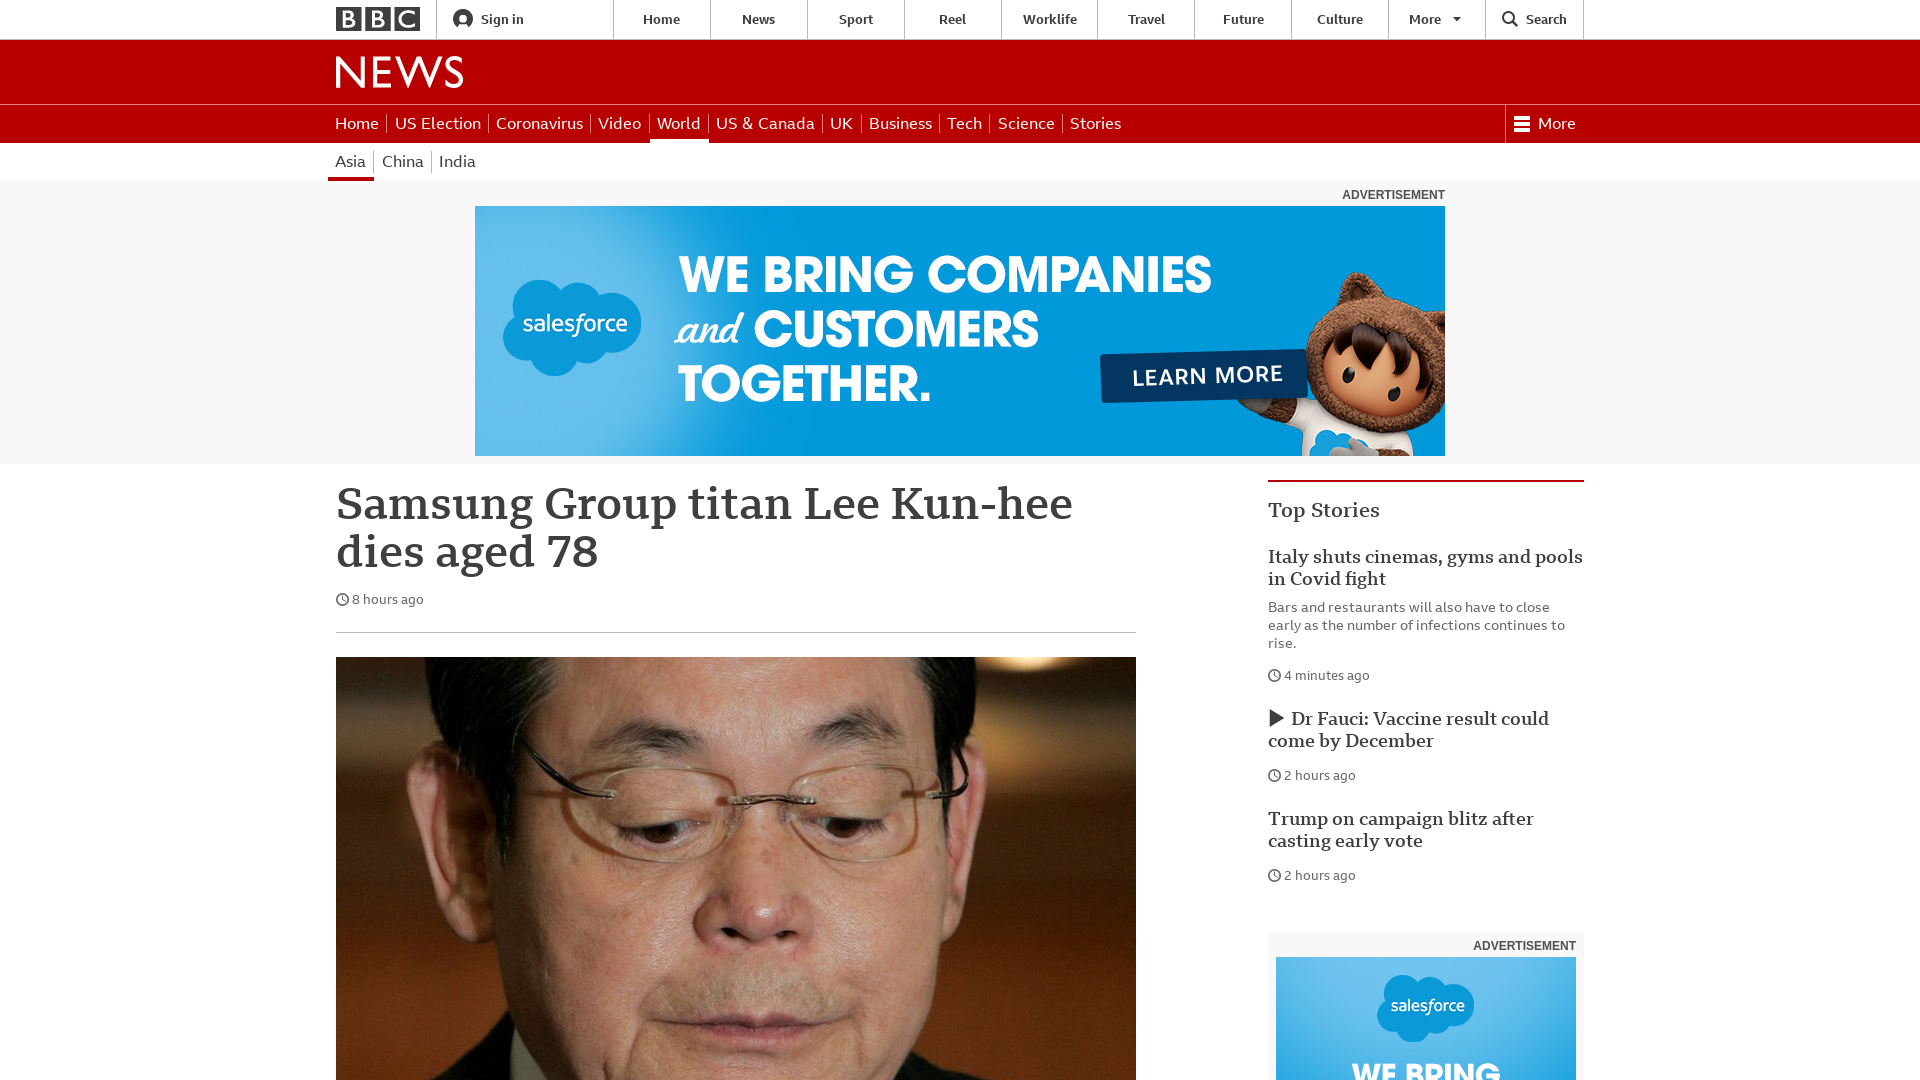 BBC
Sign in
Home
News
Sport
Reel
Worklife
Travel
Future
Culture
More
Search
NEWS
Home
US Election
Coronavirus
Video
World
US & Canada
UK
Business
Tech
Science
Stories
More
Asia
China
India
ADVERTISEMENT
salesforce
WE BRING COMPANIES
and CUSTOMERS
TOGETHER.
LEARN MORE
Samsung Group titan Lee Kun-hee
dies aged 78
8 hours ago
Top Stories
Italy shuts cinemas, gyms and pools
in Covid fight
Bars and restaurants will also have to close
early as the number of infections continues to
rise.
4 minutes ago
Dr Fauci: Vaccine result could
come by December
2 hours ago
Trump on campaign blitz after
casting early vote
2 hours ago
ADVERTISEMENT
salesforce
WE BRING